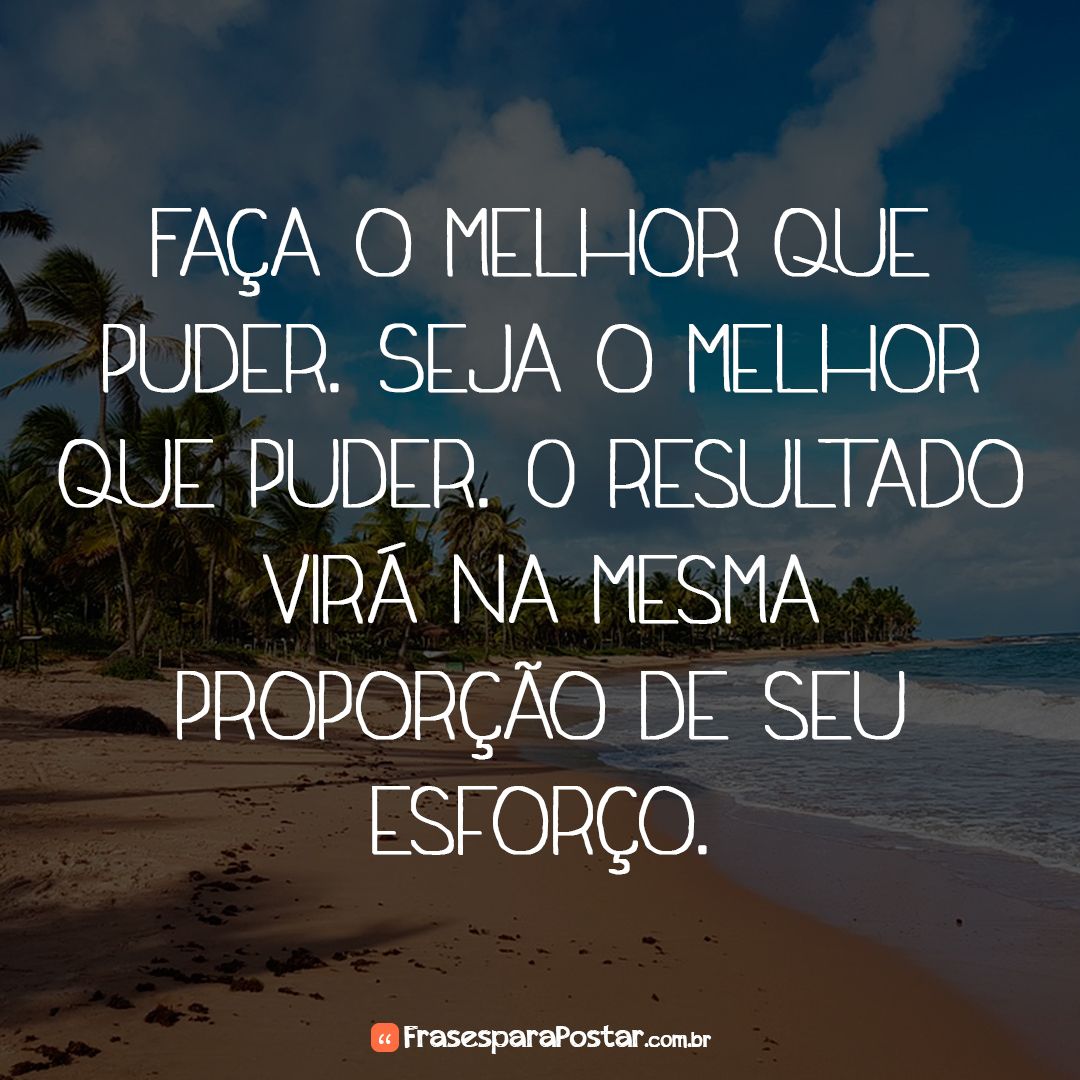 FAÇA O MELHOR QUE
PUDER. SEJA O MELHOR
QUE PUDER. O RESULTADO
VIRÁ NA MESMA
PROPORÇÃO DE SEU
ESFORÇO.
“ FrasesparaPostar.com.br